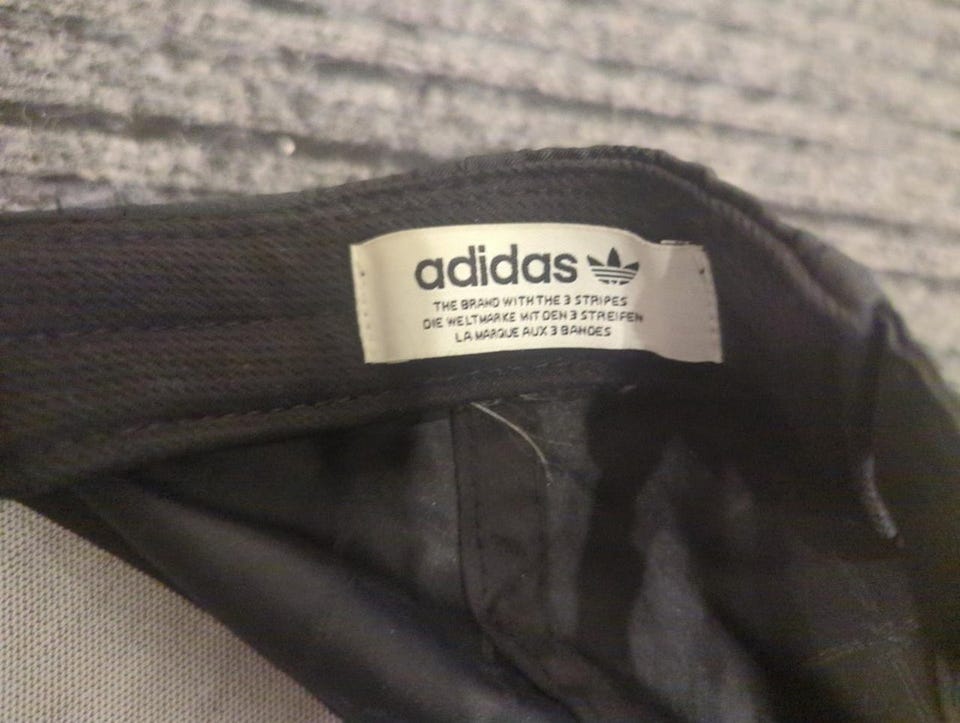 adidas
THE BRAND WITH THE 3 STRIPES
DIE WELTMARKE MIT DEN 3 STREIFEN
LA MARQUE AUX 3 BANDES